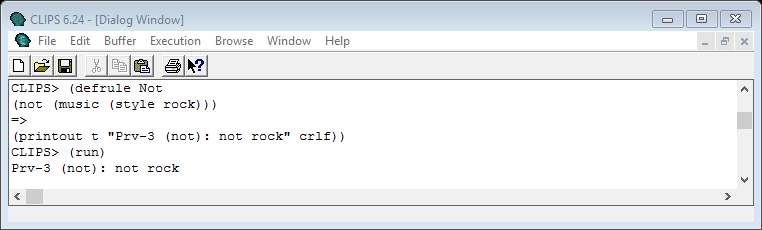 CLIPS 6.24 - [Dialog Window]
File Edit Buffer Execution Browse Window Help
CLIPS> (defrule Not
(not (music (style rock)))
=>
(printout t "Prv-3 (not): not rock" crlf))
CLIPS> (run)
Prv-3 (not): not rock